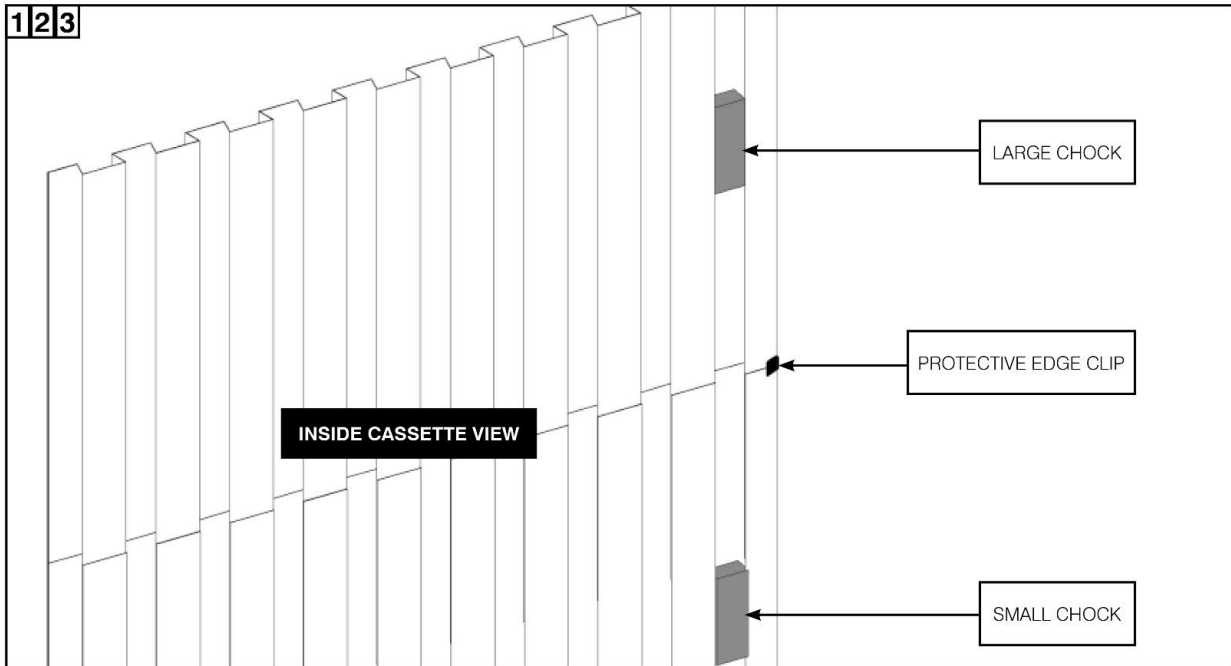 1 2 3
LARGE CHOCK
PROTECTIVE EDGE CLIP
INSIDE CASSETTE VIEW
SMALL CHOCK